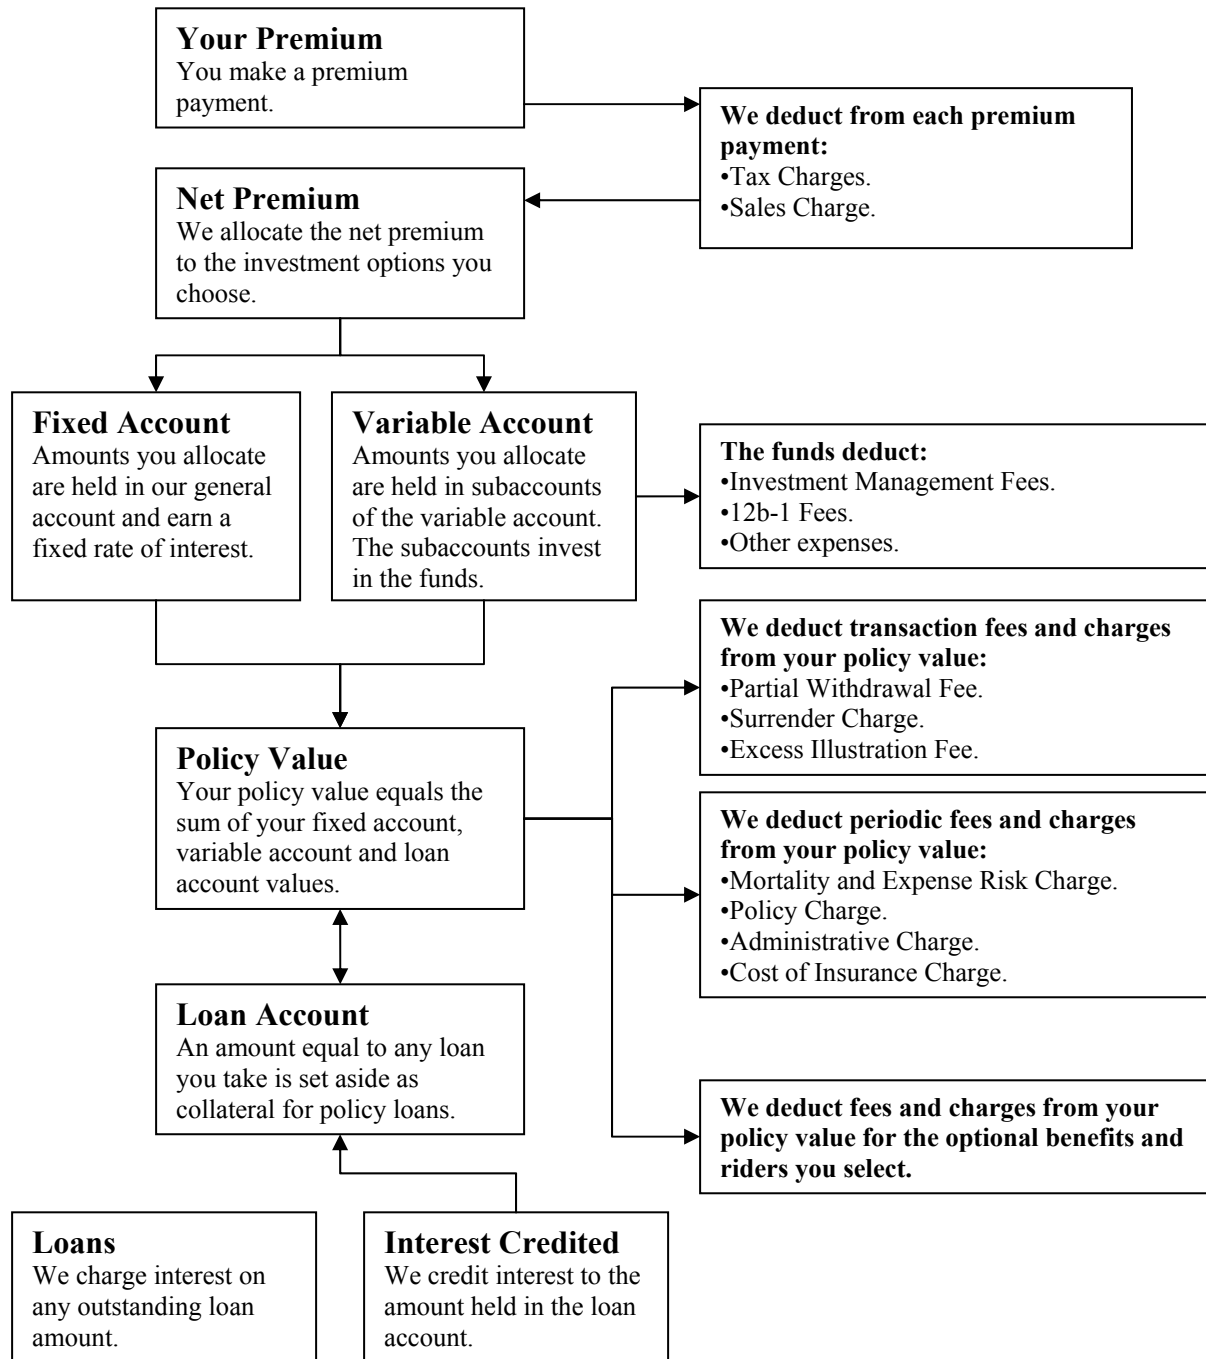 Your Premium
You make a premium
payment.
We deduct from each premium
payment:
•Tax Charges.
•Sales Charge.
Net Premium
We allocate the net premium
to the investment options you
choose.
Fixed Account
Amounts you allocate
are held in our general
account and earn a
fixed rate of interest.
Variable Account
Amounts you allocate
are held in subaccounts
of the variable account.
The subaccounts invest
in the funds.
The funds deduct:
•Investment Management Fees.
•12b-1 Fees.
•Other expenses.
We deduct transaction fees and charges
from your policy value:
•Partial Withdrawal Fee.
•Surrender Charge.
•Excess Illustration Fee.
Policy Value
Your policy value equals the
sum of your fixed account,
variable account and loan
account values.
We deduct periodic fees and charges
from your policy value:
•Mortality and Expense Risk Charge.
•Policy Charge.
•Administrative Charge.
•Cost of Insurance Charge.
Loan Account
An amount equal to any loan
you take is set aside as
collateral for policy loans.
We deduct fees and charges from your
policy value for the optional benefits and
riders you select.
Loans
We charge interest on
any outstanding loan
amount.
Interest Credited
We credit interest to the
amount held in the loan
account.